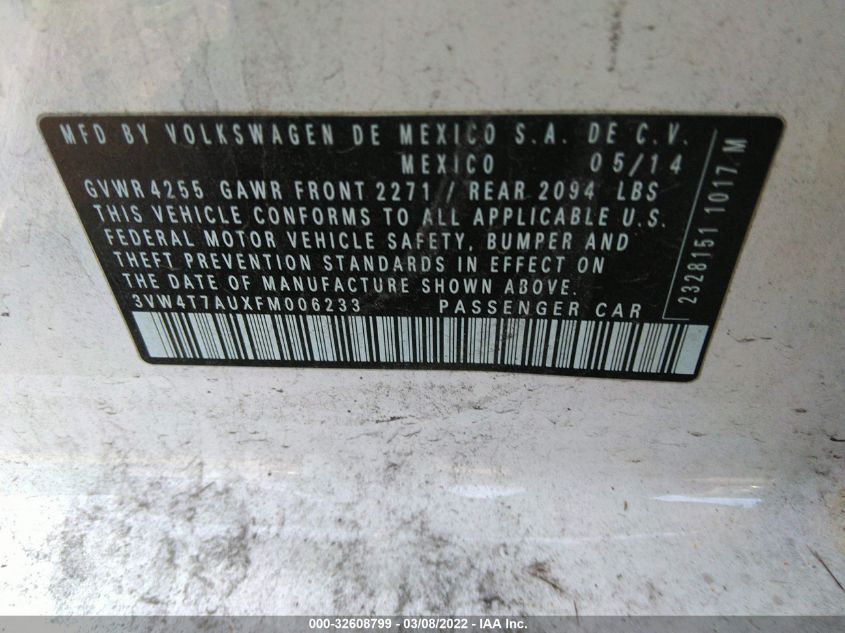 MFD BY VOLKSWAGEN DE MEXICO S.A. DE C.V.
MEXICO 05/14
GVWR 4255 GAWR FRONT 2271 // REAR 2094 LBS
THIS VEHICLE CONFORMS TO ALL APPLICABLE U.S.
FEDERAL MOTOR VEHICLE SAFETY, BUMPER AND
THEFT PREVENTION STANDARDS IN EFFECT ON
THE DATE OF MANUFACTURE SHOWN ABOVE.
3VW4T7AUXFM006233 PASSENGER CAR
2328151 1017 M
000-32608799 - 03/08/2022 - IAA Inc.